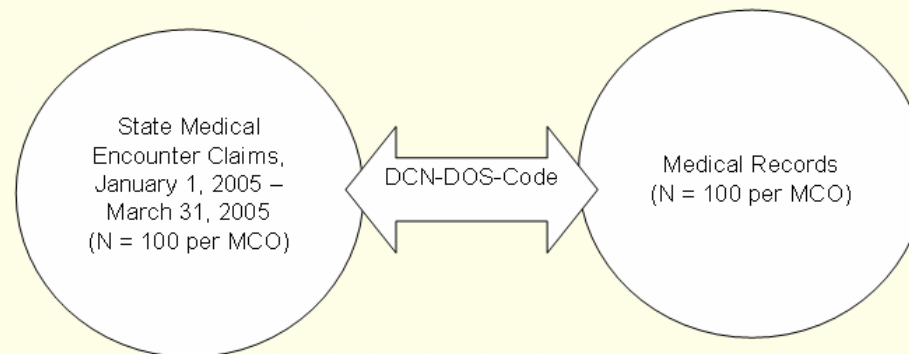 State Medical
Encounter Claims,
January 1, 2005 –
March 31, 2005
(N = 100 per MCO)
DCN-DOS-Code
Medical Records
(N = 100 per MCO)